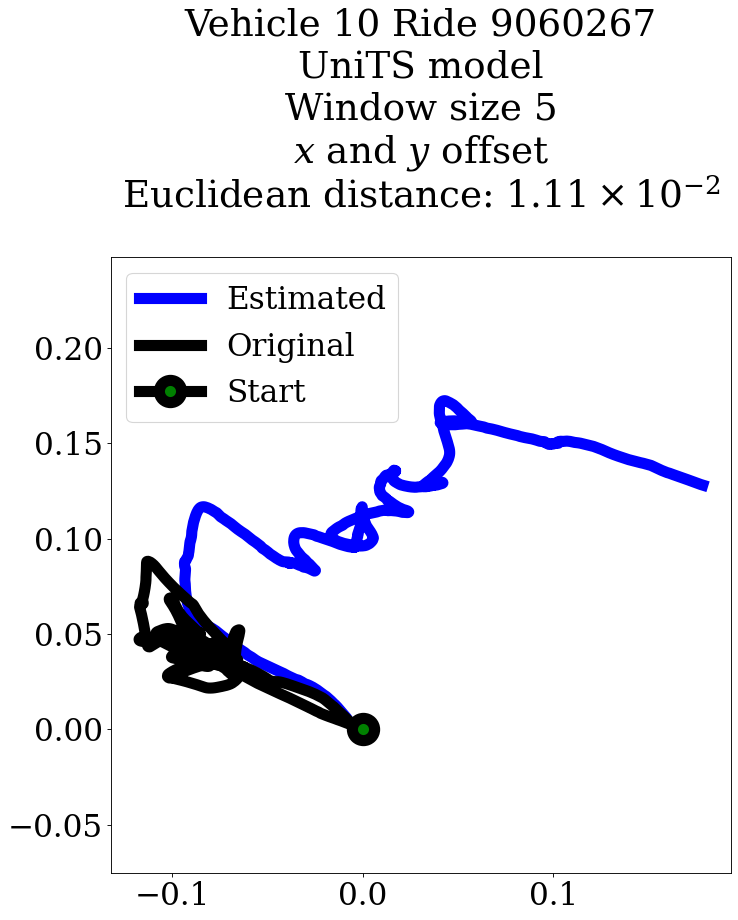 Vehicle 10 Ride 9060267
UniTS model
Window size 5
x and y offset
Euclidean distance: 1.11 × 10⁻²
Estimated
Original
Start
0.20
0.15
0.10
0.05
0.00
−0.05
−0.1 0.0 0.1